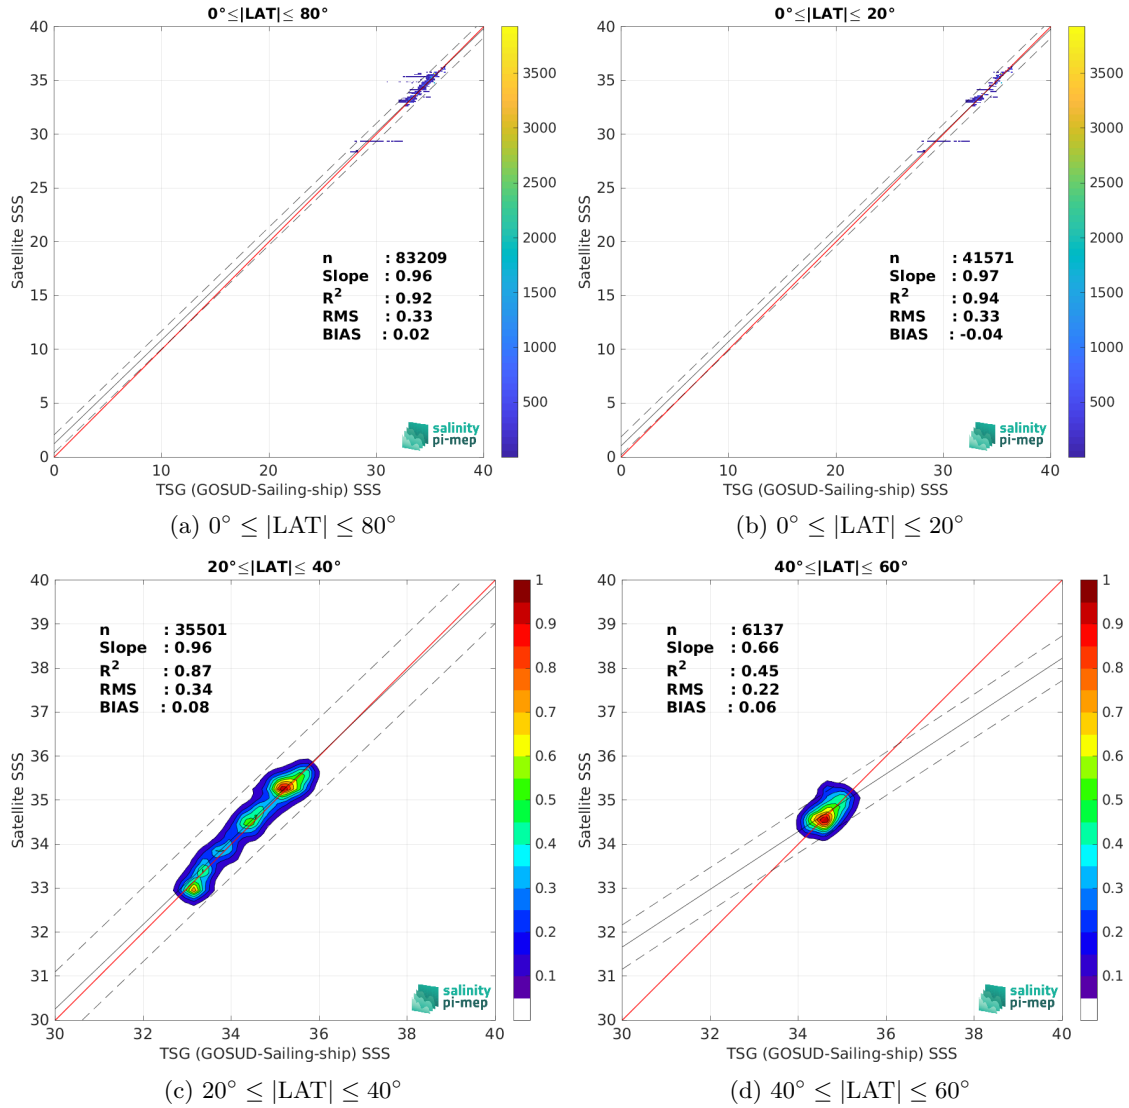 0°≤|LAT|≤ 80°
40
35
30
25
20
15
10
5
0
Satellite SSS
n : 83209
Slope : 0.96
R² : 0.92
RMS : 0.33
BIAS : 0.02
salinity
pi-mep
0 10 20 30 40
TSG (GOSUD-Sailing-ship) SSS
3500
3000
2500
2000
1500
1000
500
(a) 0° ≤ |LAT| ≤ 80°
0°≤|LAT|≤ 20°
40
35
30
25
20
15
10
5
0
Satellite SSS
n : 41571
Slope : 0.97
R² : 0.94
RMS : 0.33
BIAS : -0.04
salinity
pi-mep
0 10 20 30 40
TSG (GOSUD-Sailing-ship) SSS
3500
3000
2500
2000
1500
1000
500
(b) 0° ≤ |LAT| ≤ 20°
20°≤|LAT|≤ 40°
40
39
38
37
36
35
34
33
32
31
30
Satellite SSS
n : 35501
Slope : 0.96
R² : 0.87
RMS : 0.34
BIAS : 0.08
salinity
pi-mep
30 32 34 36 38 40
TSG (GOSUD-Sailing-ship) SSS
1
0.9
0.8
0.7
0.6
0.5
0.4
0.3
0.2
0.1
(c) 20° ≤ |LAT| ≤ 40°
40°≤|LAT|≤ 60°
40
39
38
37
36
35
34
33
32
31
30
Satellite SSS
n : 6137
Slope : 0.66
R² : 0.45
RMS : 0.22
BIAS : 0.06
salinity
pi-mep
30 32 34 36 38 40
TSG (GOSUD-Sailing-ship) SSS
1
0.9
0.8
0.7
0.6
0.5
0.4
0.3
0.2
0.1
(d) 40° ≤ |LAT| ≤ 60°